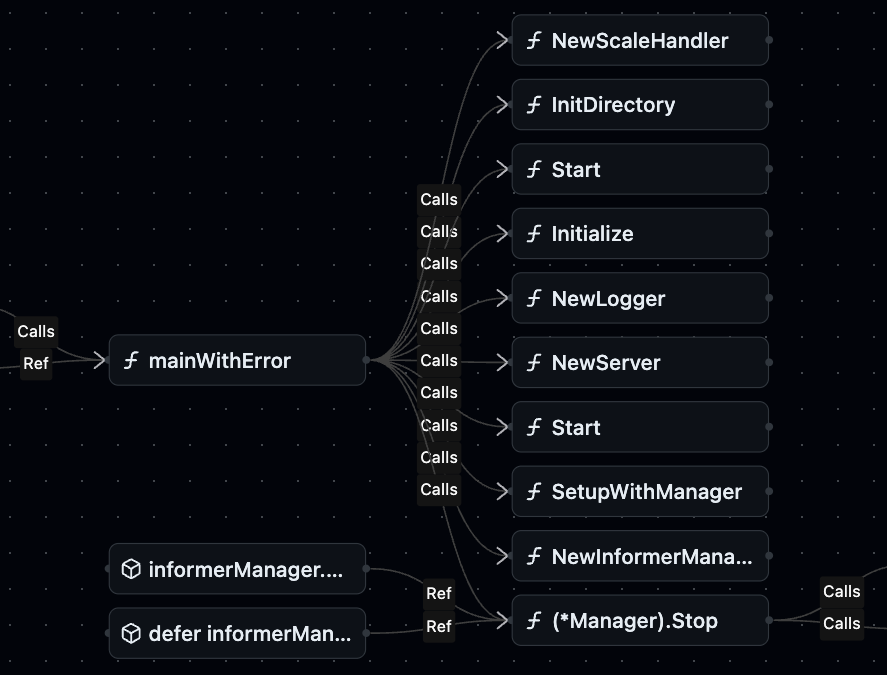 NewScaleHandler
InitDirectory
Start
Initialize
NewLogger
NewServer
Start
SetupWithManager
NewInformerMana...
(*Manager).Stop
Calls
Calls
Calls
Calls
Calls
Calls
Calls
Calls
Calls
Calls
Calls
Ref
mainWithError
informerManager....
defer informerMan...
Ref
Ref
Calls
Calls